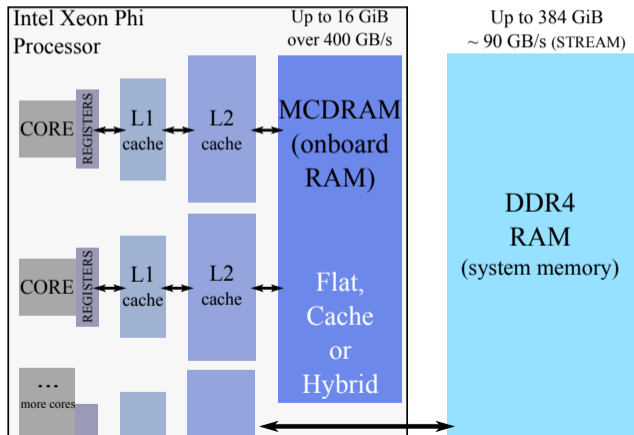 Intel Xeon Phi
Processor
Up to 16 GiB
over 400 GB/s
Up to 384 GiB
~ 90 GB/s (STREAM)
CORE
REGISTERS
L1
cache
L2
cache
MCDRAM
(onboard
RAM)
DDR4
RAM
(system memory)
CORE
REGISTERS
L1
cache
L2
cache
Flat,
Cache
or
Hybrid
...
more cores